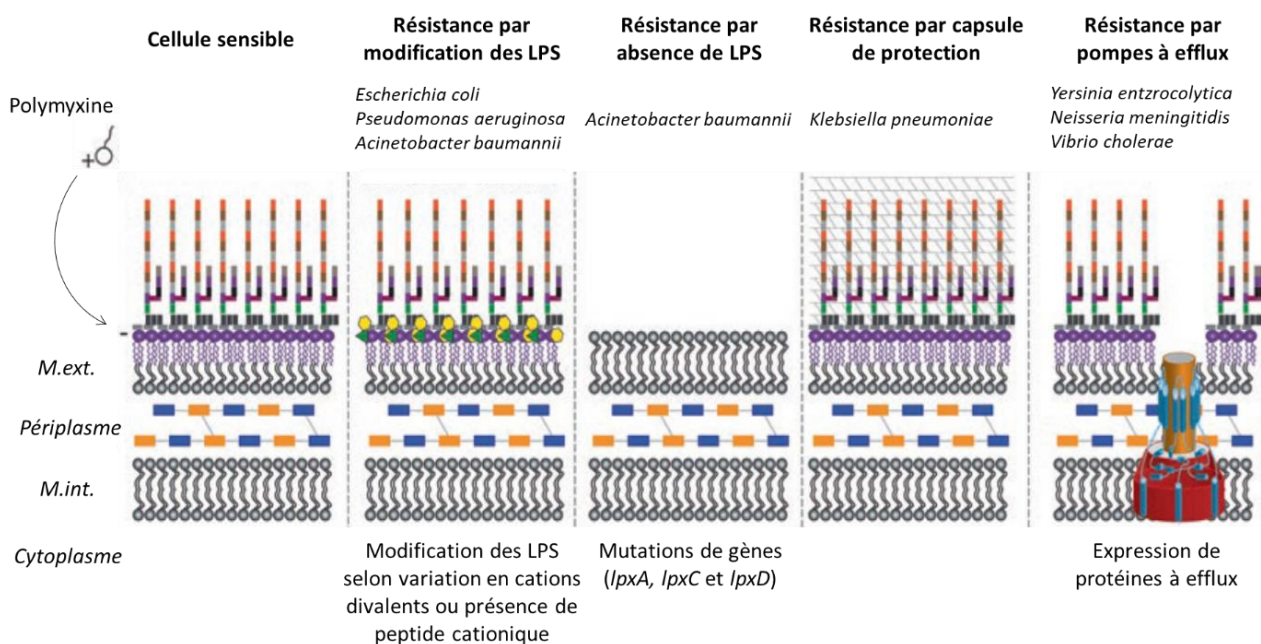 Cellule sensible
Résistance par
modification des LPS
Résistance par
absence de LPS
Résistance par capsule
de protection
Résistance par
pompes à efflux
Polymyxine
+
Escherichia coli
Pseudomonas aeruginosa
Acinetobacter baumannii
Acinetobacter baumannii
Klebsiella pneumoniae
Yersinia entzrocolytica
Neisseria meningitidis
Vibrio cholerae
-
M.ext.
Périplasme
M.int.
Cytoplasme
Modification des LPS
selon variation en cations
divalents ou présence de
peptide cationique
Mutations de gènes
(lpxA, lpxC et lpxD)
Expression de
protéines à efflux